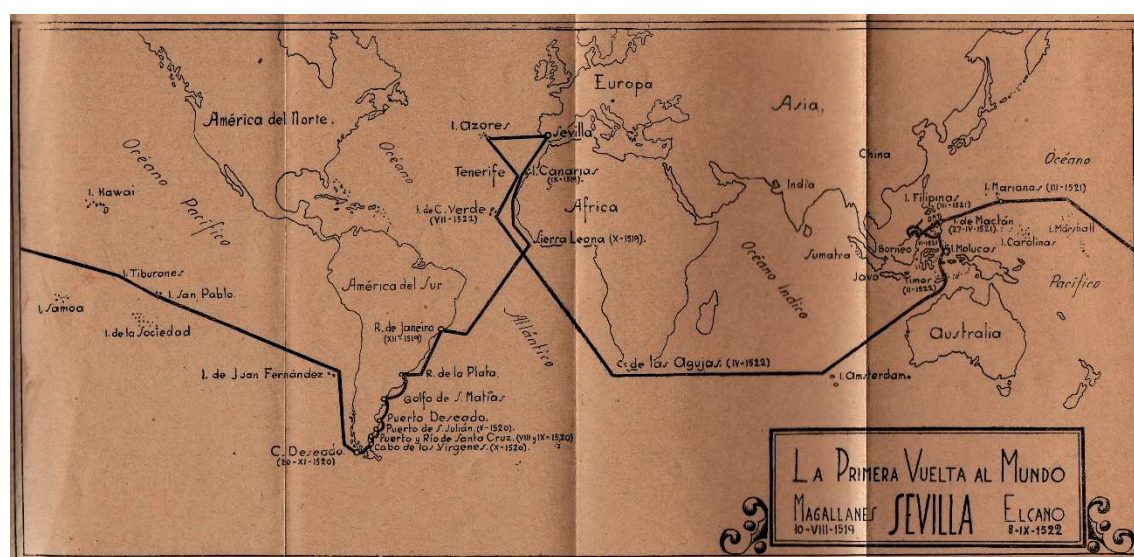 América del Norte.
Océano
Pacífico
I. Hawai
Océano
Atlántico
I. Azores
Sevilla
Tenerife
I. Canarias
(IX-1519).
I. de C. Verde
(VII-1522)
Europa
África
Sierra Leona (X-1519).
Asia,
China
India
Sumatra
Borneo
Java
Timor
(II-1522)
I. Filipinas
(III-1521)
I. Marianas (III-1521)
I. de Mactán
(27-IV-1521).
I. Molucas
I. Carolinas
I. Marshall
Océano
Pacífico
Océano Indico
Australia
I. Amsterdam.
I. Tiburones
I. San Pablo.
I. Samoa
I. de la Sociedad
América del Sur
R. de Janeiro
(XII-1519)
I. de Juan Fernández
R. de la Plata.
Golfo de S. Matías
Puerto Deseado.
Puerto de S. Julián.
Puerto y Río de Santa Cruz. (VIII y IX-1520)
Cabo de las Vírgenes. (X-1520).
C. Deseado.
(20-XI-1520)
C. de las Agujas. (IV-1522)
LA PRIMERA VUELTA AL MUNDO
MAGALLANES SEVILLA ELCANO
10-VIII-1519 8-IX-1522